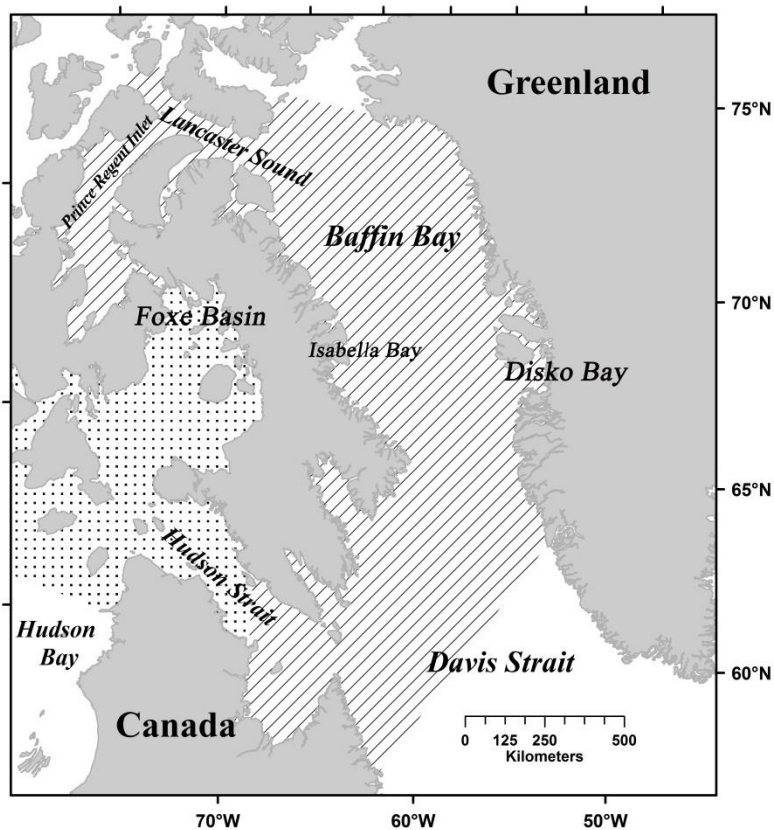 Greenland
75°N
Lancaster Sound
Prince Regent Inlet
Baffin Bay
70°N
Foxe Basin
Isabella Bay
Disko Bay
65°N
Hudson Strait
Hudson
Bay
Davis Strait
60°N
Canada
0 125 250 500
Kilometers
70°W 60°W 50°W